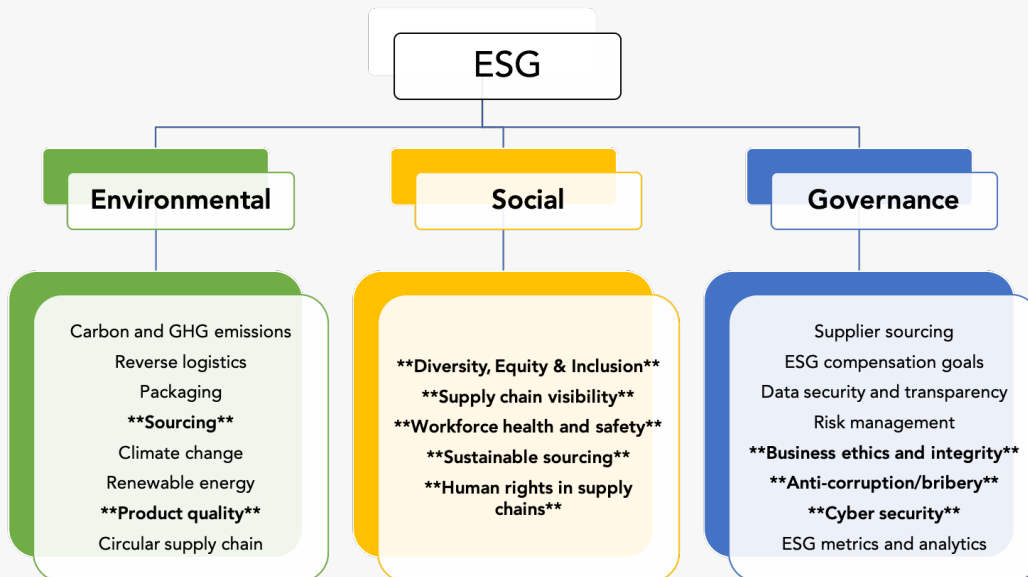 ESG
Environmental
Social
Governance
Carbon and GHG emissions
Reverse logistics
Packaging
**Sourcing**
Climate change
Renewable energy
**Product quality**
Circular supply chain
**Diversity, Equity & Inclusion**
**Supply chain visibility**
**Workforce health and safety**
**Sustainable sourcing**
**Human rights in supply
chains**
Supplier sourcing
ESG compensation goals
Data security and transparency
Risk management
**Business ethics and integrity**
**Anti-corruption/bribery**
**Cyber security**
ESG metrics and analytics